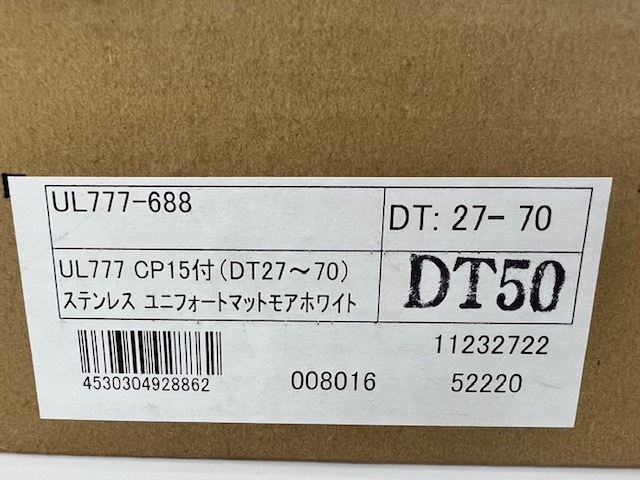 UL777-688
DT: 27- 70
UL777 CP15付(DT27～70)
ステンレス ユニフォートマットモアホワイト
DT50
11232722
4530304928862
008016
52220